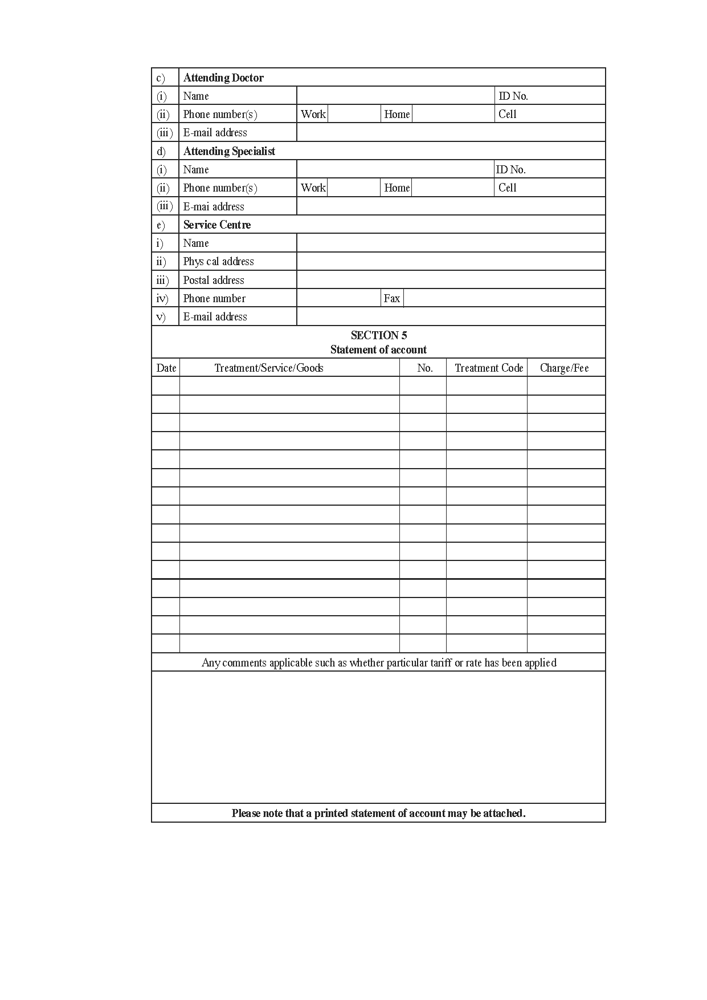 c) Attending Doctor
(i) Name ID No.
(ii) Phone number(s) Work Home Cell
(iii) E-mail address
d) Attending Specialist
(i) Name ID No.
(ii) Phone number(s) Work Home Cell
(iii) E-mai address
e) Service Centre
i) Name
ii) Phys cal address
iii) Postal address
iv) Phone number Fax
v) E-mail address
SECTION 5
Statement of account
Date Treatment/Service/Goods No. Treatment Code Charge/Fee
Any comments applicable such as whether particular tariff or rate has been applied
Please note that a printed statement of account may be attached.